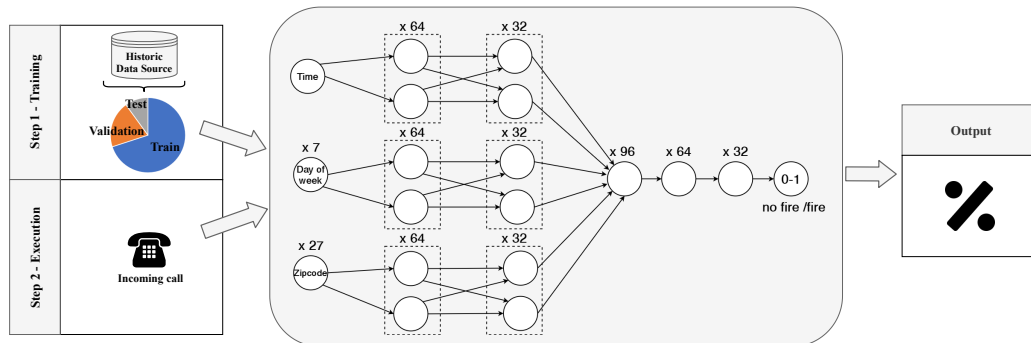 Step 1 - Training
Historic
Data Source
Test
Validation
Train
Step 2 - Execution
Incoming call
x 64
x 32
Time
x 64
x 32
x 7
Day of
week
x 64
x 32
x 27
Zipcode
x 96
x 64
x 32
0-1
no fire /fire
Output
%